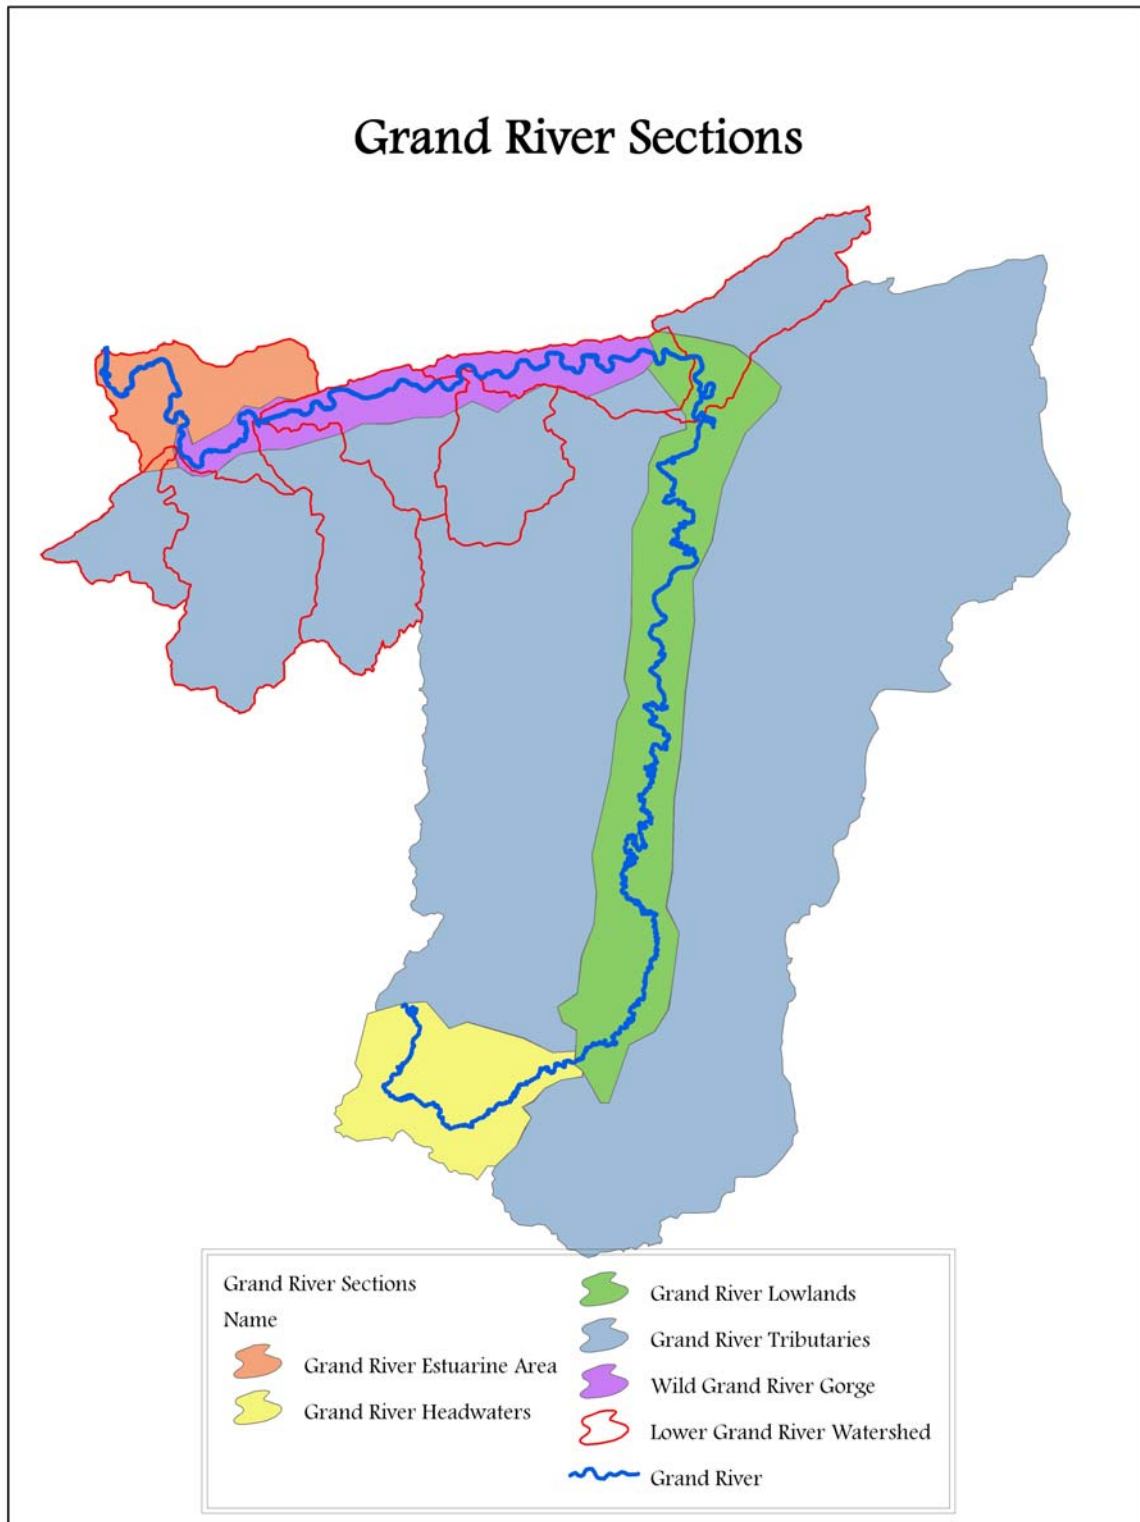 Grand River Sections
Grand River Sections
Name
Grand River Estuarine Area
Grand River Headwaters
Grand River Lowlands
Grand River Tributaries
Wild Grand River Gorge
Lower Grand River Watershed
Grand River